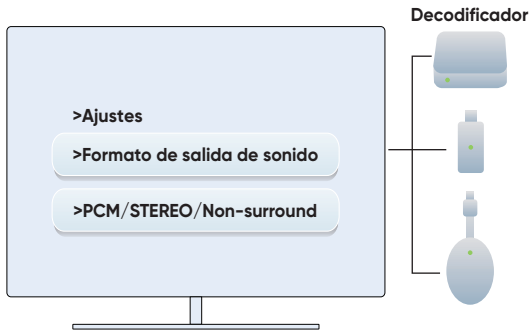 Decodificador
>Ajustes
>Formato de salida de sonido
>PCM/STEREO/Non-surround